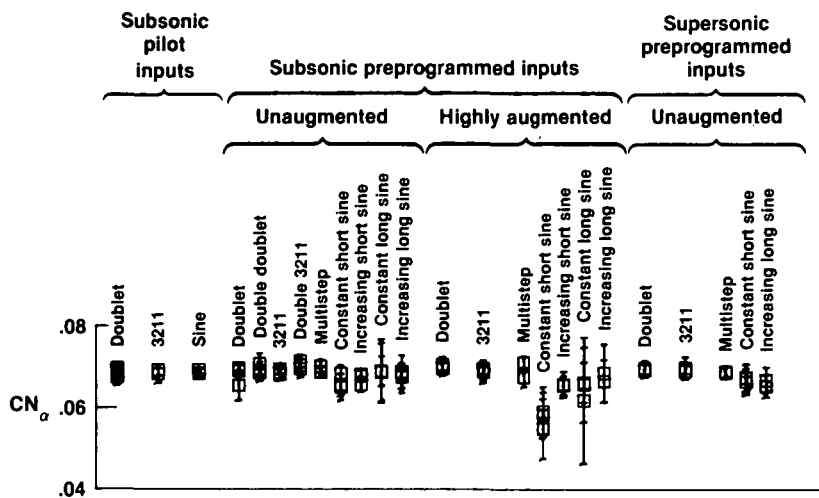 Subsonic
pilot
inputs
Subsonic preprogrammed inputs
Supersonic
preprogrammed
inputs
Unaugmented
Highly augmented
Unaugmented
Doublet
3211
Sine
Doublet
Double doublet
3211
Double 3211
Multistep
Constant short sine
Increasing short sine
Constant long sine
Increasing long sine
Doublet
3211
Multistep
Constant short sine
Increasing short sine
Constant long sine
Increasing long sine
Doublet
3211
Multistep
Constant short sine
Increasing long sine
.08
CNα .06
.04